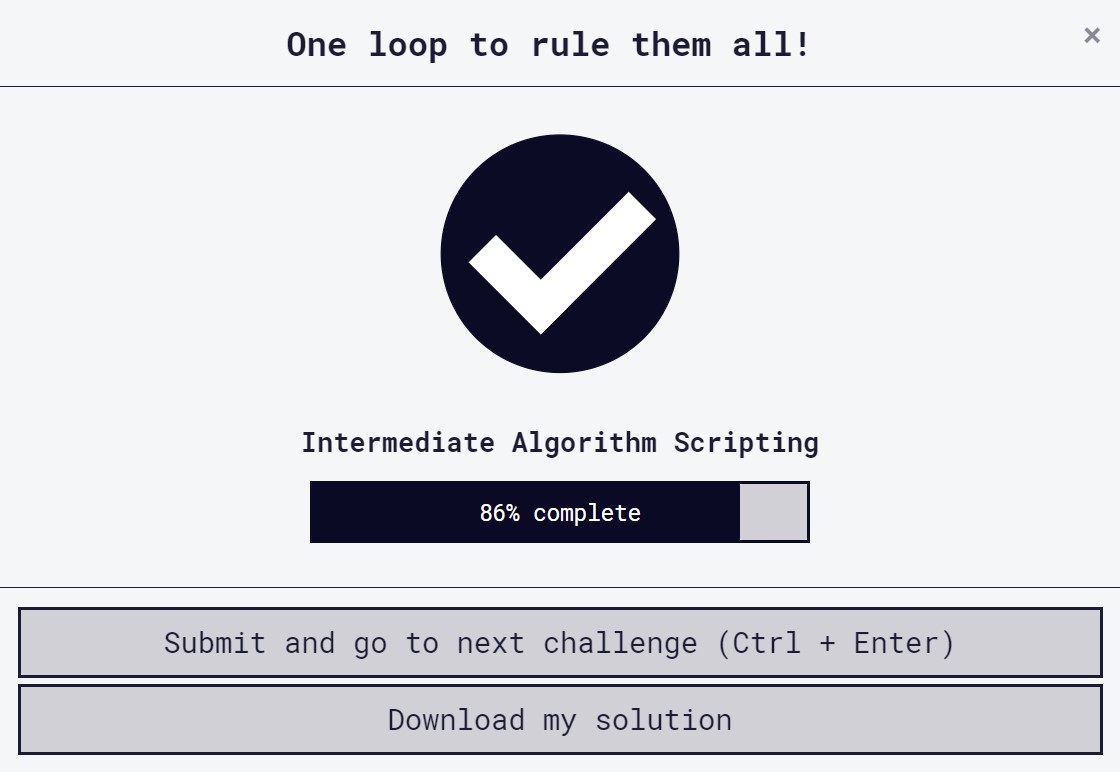 One loop to rule them all!
×
Intermediate Algorithm Scripting
86% complete
Submit and go to next challenge (Ctrl + Enter)
Download my solution